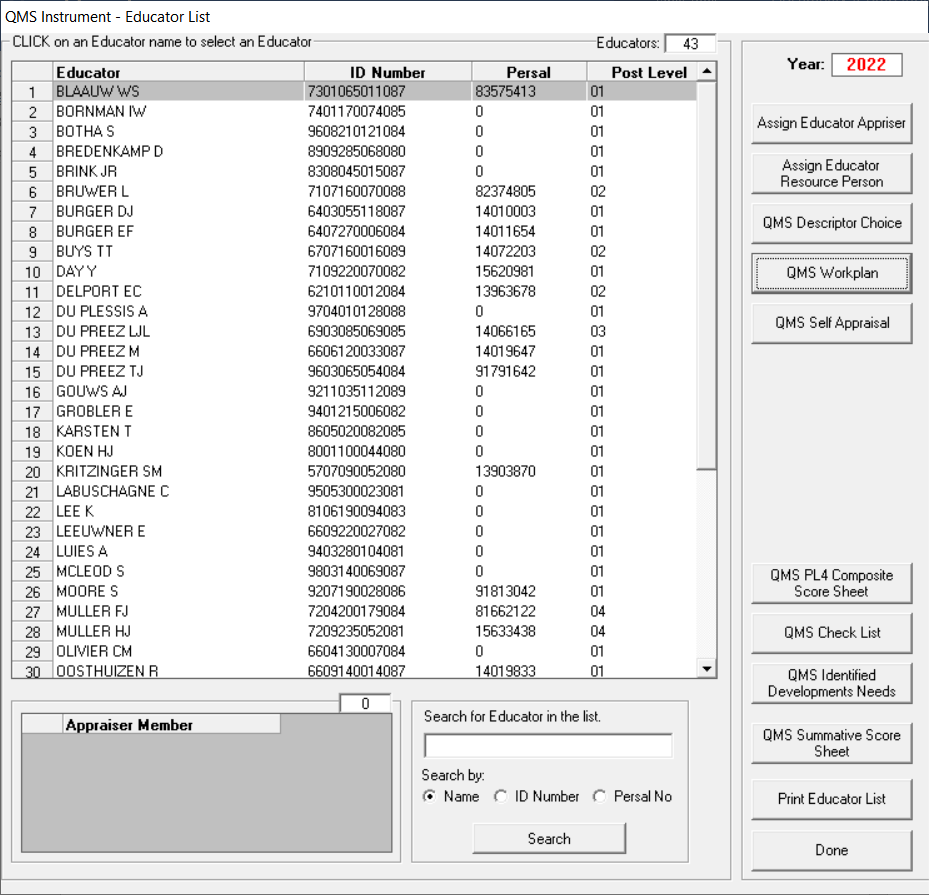 QMS Instrument - Educator List
CLICK on an Educator name to select an Educator
Educators: 43
Educator ID Number Persal Post Level
1 BLAAUW WS 7301065011087 83575413 01
2 BORNMAN IW 7401170074085 0 01
3 BOTHA S 9608210121084 0 01
4 BREDENKAMP D 8909285068080 0 01
5 BRINK JR 8308045015087 0 01
6 BRUWER L 7107160070088 82374805 02
7 BURGER DJ 6403055118087 14010003 01
8 BURGER EF 6407270006084 14011654 01
9 BUYS TT 6707160016089 14072203 02
10 DAY Y 7109220070082 15620981 01
11 DELPORT EC 6210110012084 13963678 02
12 DU PLESSIS A 9704010128088 0 01
13 DU PREEZ LJL 6903085069085 14066165 03
14 DU PREEZ M 6606120033087 14019647 01
15 DU PREEZ TJ 9603065054084 91791642 01
16 GOUWS AJ 9211035112089 0 01
17 GROBLER E 9401215006082 0 01
18 KARSTEN T 8605020082085 0 01
19 KOEN HJ 8001100044080 0 01
20 KRITZINGER SM 5707090052080 13903870 01
21 LABUSCHAGNE C 9505300023081 0 01
22 LEE K 8106190094083 0 01
23 LEEUWNER E 6609220027082 0 01
24 LUIES A 9403280104081 0 01
25 MCLEOD S 9803140069087 0 01
26 MOORE S 9207190028086 91813042 01
27 MULLER FJ 7204200179084 81662122 04
28 MULLER HJ 7209235052081 15633438 04
29 OLIVIER CM 6604130007084 0 01
30 OOSTHUIZEN R 6609140014087 14019833 01
0
Appraiser Member
Search for Educator in the list.
Search by:
Name ID Number Persal No
Search
Year: 2022
Assign Educator Appriser
Assign Educator
Resource Person
QMS Descriptor Choice
QMS Workplan
QMS Self Appraisal
QMS PL4 Composite
Score Sheet
QMS Check List
QMS Identified
Developments Needs
QMS Summative Score
Sheet
Print Educator List
Done